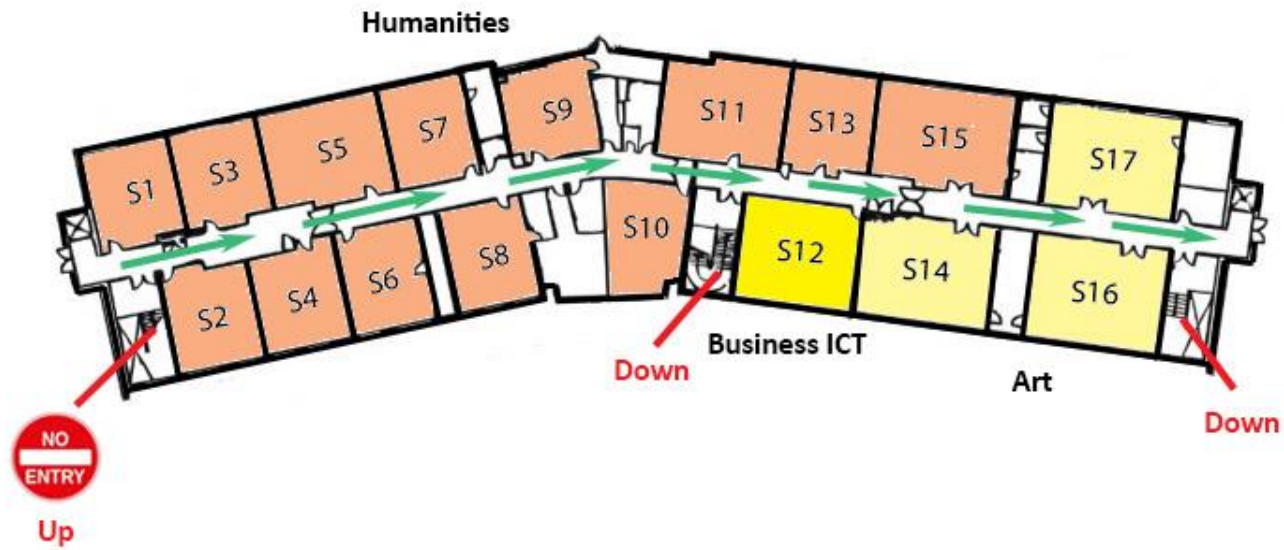 Humanities
S1
S3
S5
S7
S9
S11
S13
S15
S17
S2
S4
S6
S8
S10
S12
S14
S16
Down
Business ICT
Art
Down
NO
ENTRY
Up